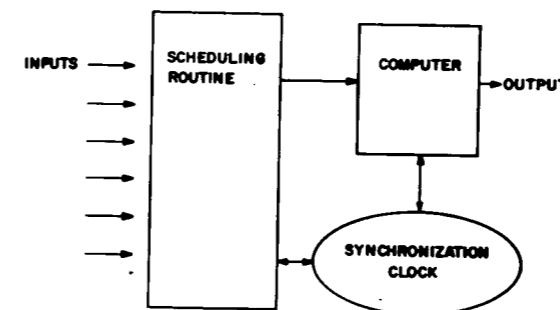 INPUTS
SCHEDULING
ROUTINE
COMPUTER
OUTPUT
SYNCHRONIZATION
CLOCK